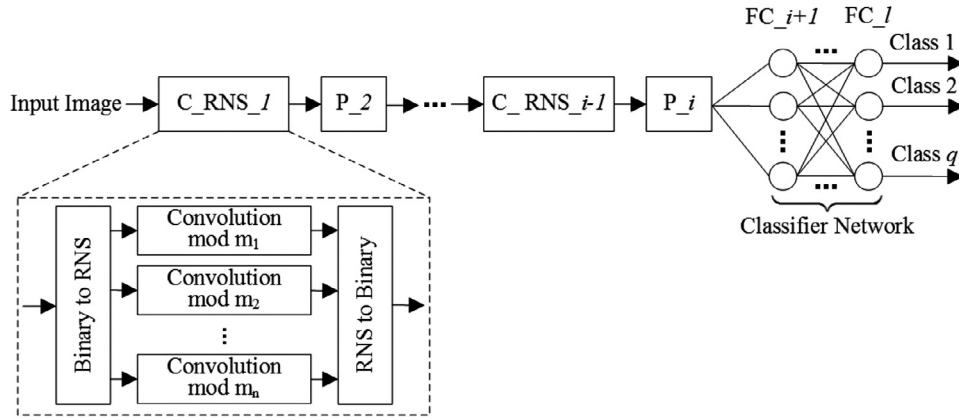 FC_i+1 FC_l
Input Image C_RNS_1 P_2 ... C_RNS_i-1 P_i
Class 1
Class 2
Class q
Classifier Network
Binary to RNS
Convolution
mod m₁
Convolution
mod m₂
Convolution
mod mₙ
RNS to Binary